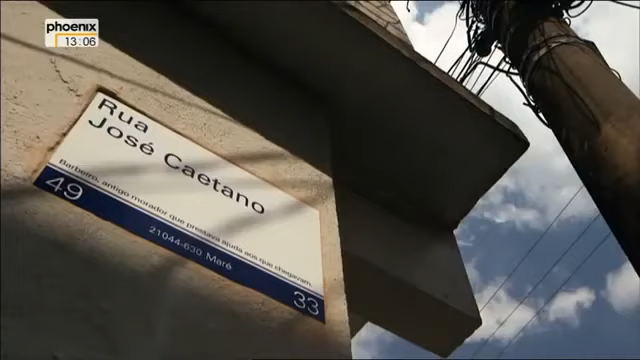 phoenix
13:06
Rua
José Caetano
Barbeiro, antigo morador que prestava ajuda aos que chegavam.
49 21044-630 Maré 33